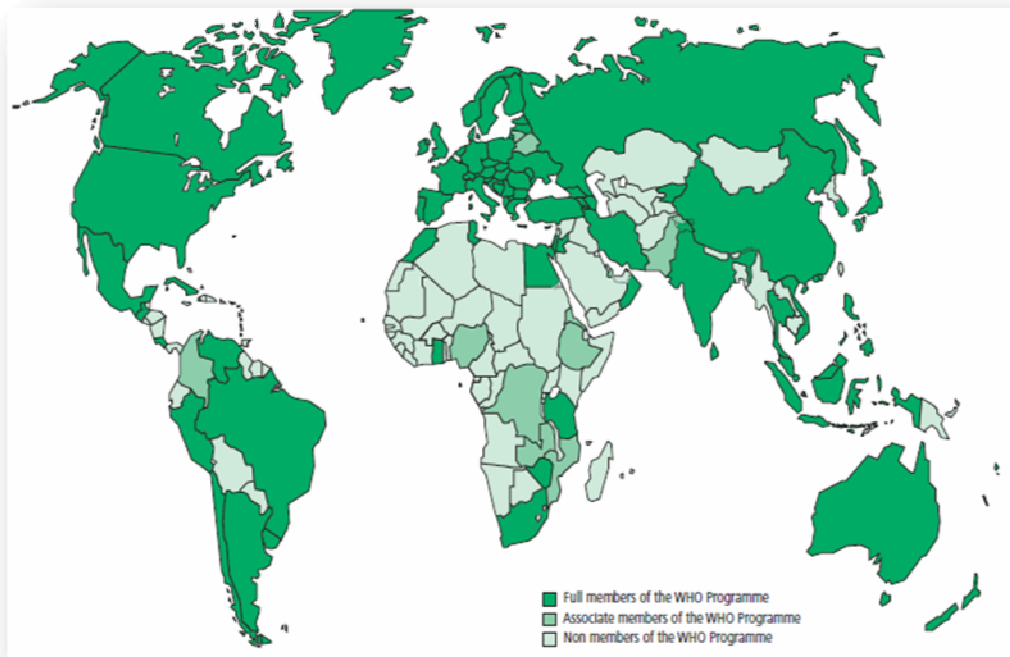 Full members of the WHO Programme
Associate members of the WHO Programme
Non members of the WHO Programme